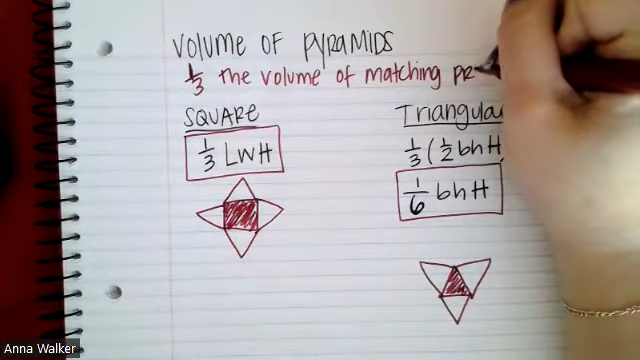 VOLUME OF PYRAMIDS
1/3 the volume of matching PR
SQUARE
1/3 LWH
Triangular
1/3 (1/2 bhH
1/6 bhH
Anna Walker